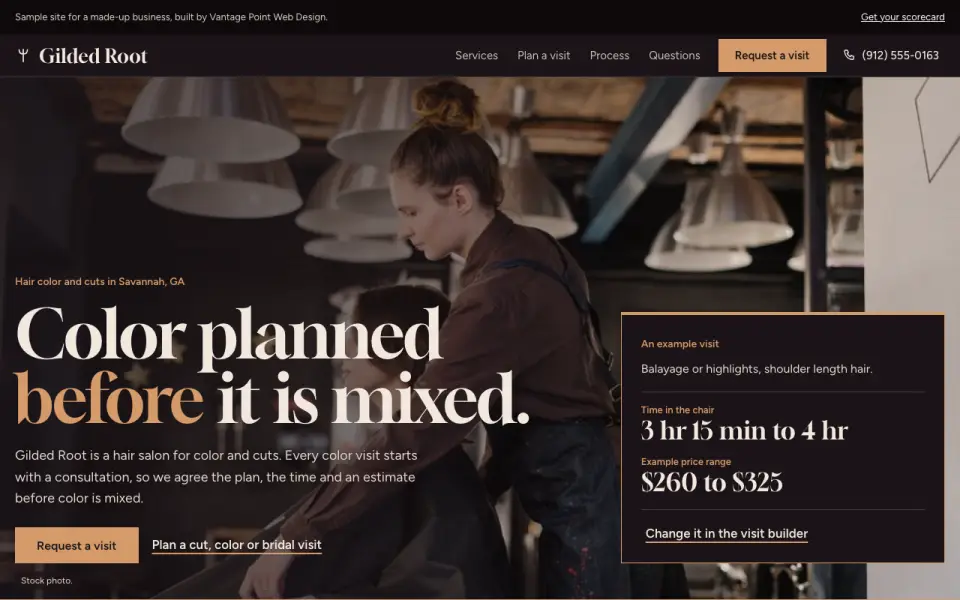 Sample site for a made-up business, built by Vantage Point Web Design.
Get your scorecard
Gilded Root
Services
Plan a visit
Process
Questions
Request a visit
(912) 555-0163
Hair color and cuts in Savannah, GA
Color planned
before it is mixed.
Gilded Root is a hair salon for color and cuts. Every color visit starts
with a consultation, so we agree the plan, the time and an estimate
before color is mixed.
Request a visit
Plan a cut, color or bridal visit
Stock photo.
An example visit
Balayage or highlights, shoulder length hair.
Time in the chair
3 hr 15 min to 4 hr
Example price range
$260 to $325
Change it in the visit builder